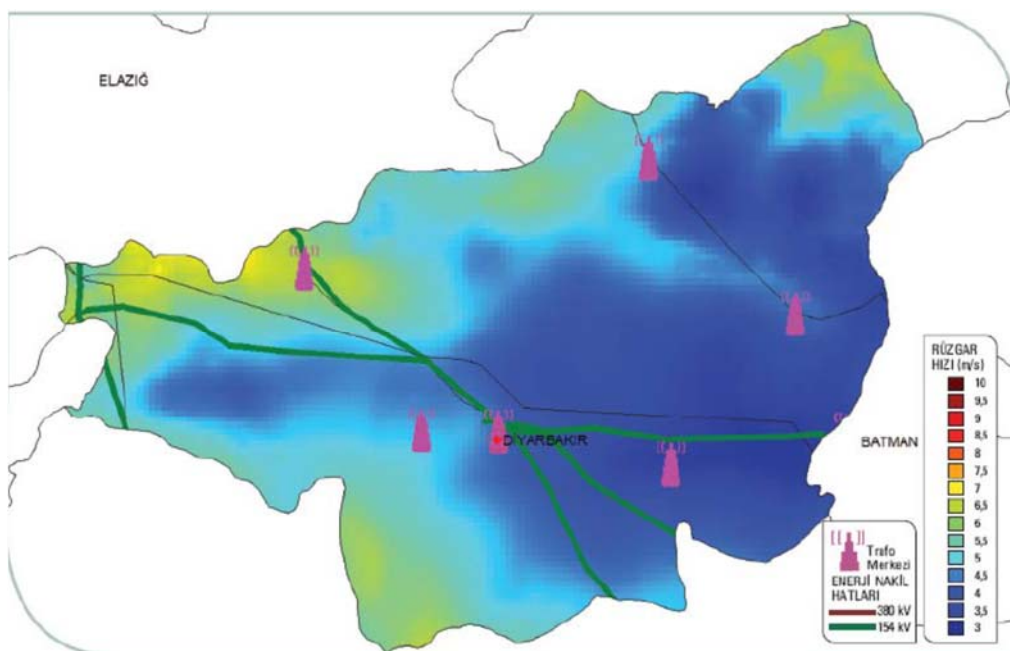 ELAZIĞ
DİYARBAKIR
BATMAN
Trafo
Merkezi
ENERJİ NAKİL
HATLARI
380 kV
154 kV
RÜZGAR
HIZI (m/s)
10
9,5
9
8,5
8
7,5
7
6,5
6
5,5
5
4,5
4
3,5
3